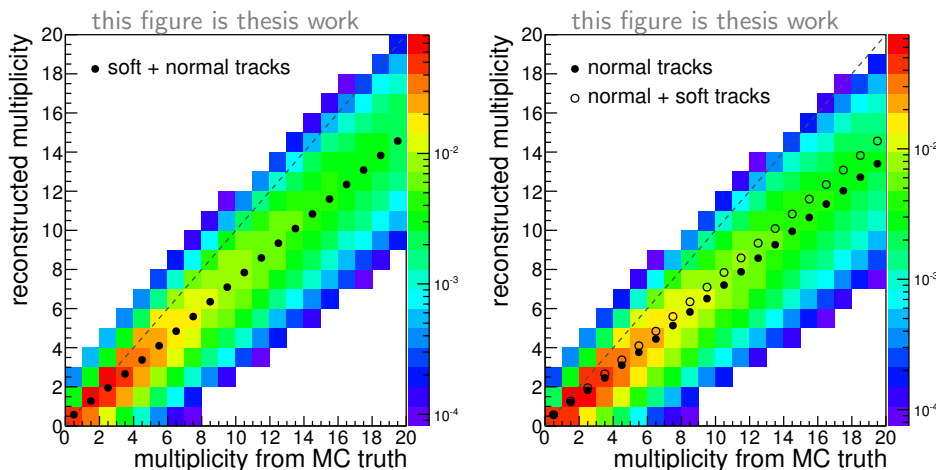 this figure is thesis work
reconstructed multiplicity
20
18
16
14
12
10
8
6
4
2
0
soft + normal tracks
10⁻²
10⁻³
10⁻⁴
0 2 4 6 8 10 12 14 16 18 20
multiplicity from MC truth
this figure is thesis work
reconstructed multiplicity
20
18
16
14
12
10
8
6
4
2
0
normal tracks
normal + soft tracks
10⁻²
10⁻³
10⁻⁴
0 2 4 6 8 10 12 14 16 18 20
multiplicity from MC truth